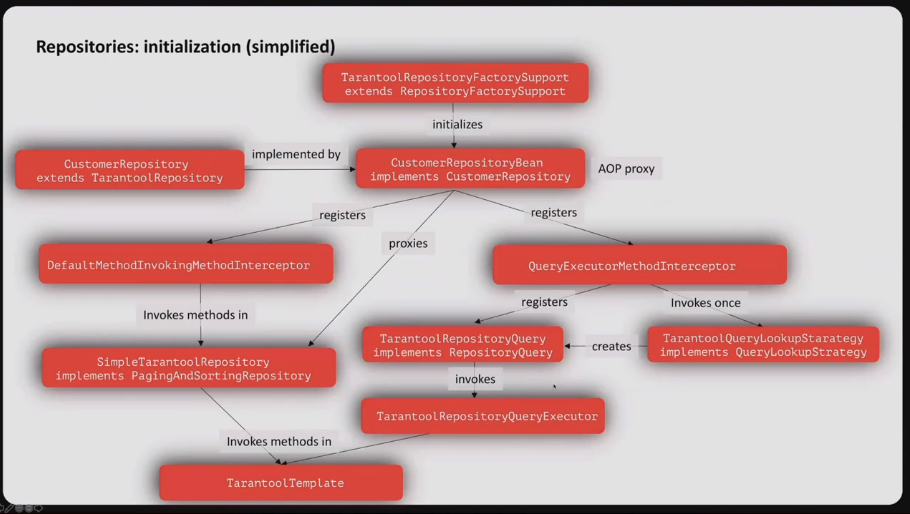 Repositories: initialization (simplified)
TarantoolRepositoryFactorySupport
extends RepositoryFactorySupport
initializes
CustomerRepository
extends TarantoolRepository
implemented by
CustomerRepositoryBean
implements CustomerRepository
AOP proxy
registers
proxies
registers
DefaultMethodInvokingMethodInterceptor
QueryExecutorMethodInterceptor
Invokes methods in
registers
Invokes once
SimpleTarantoolRepository
implements PagingAndSortingRepository
TarantoolRepositoryQuery
implements RepositoryQuery
creates
TarantoolQueryLookupStarategy
implements QueryLookupStrategy
invokes
TarantoolRepositoryQueryExecutor
Invokes methods in
TarantoolTemplate